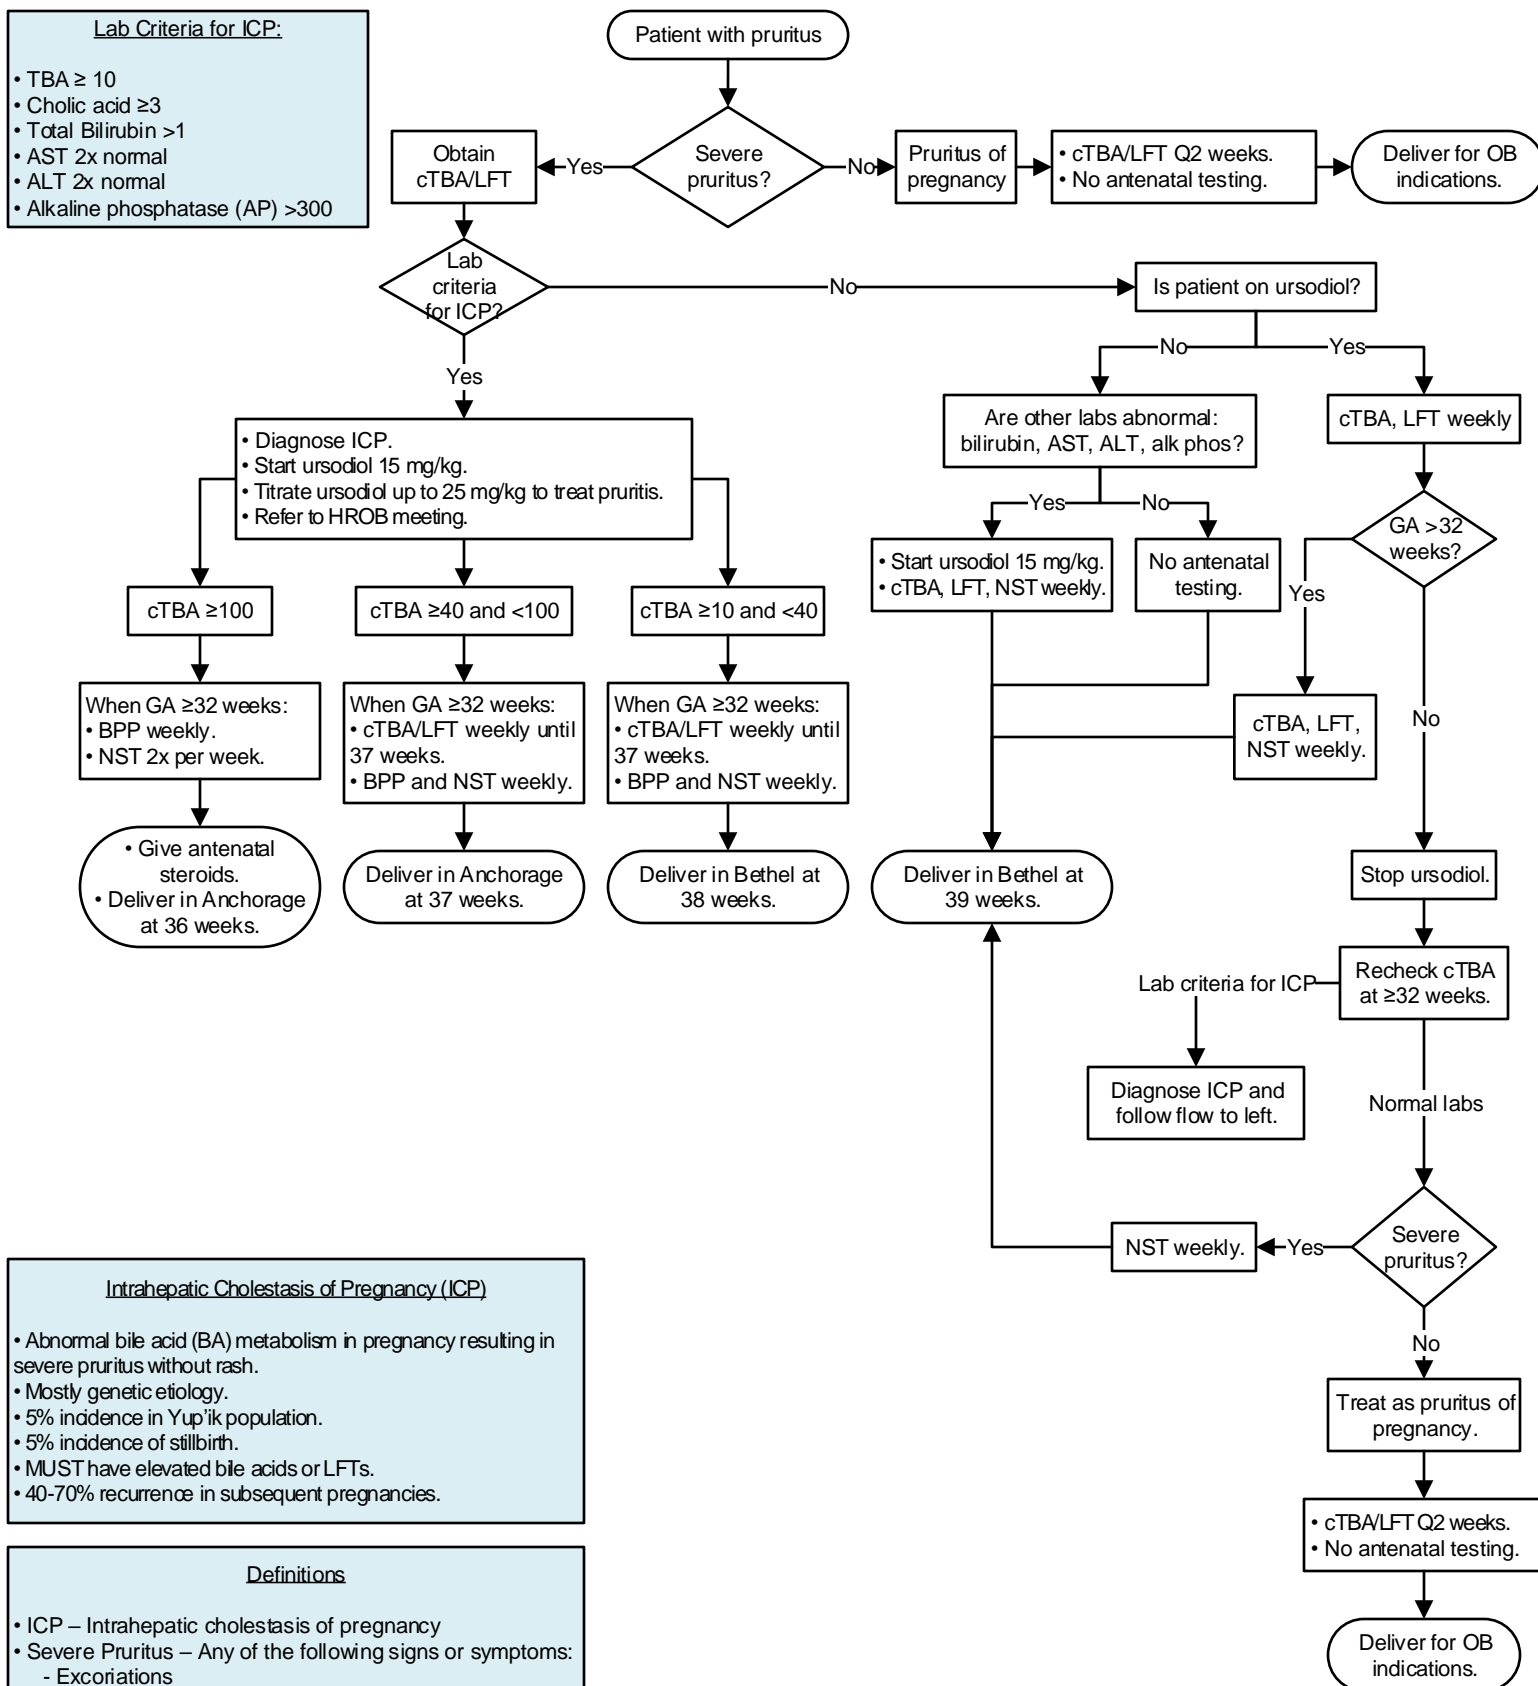 Lab Criteria for ICP:
• TBA ≥ 10
• Cholic acid ≥3
• Total Bilirubin >1
• AST 2x normal
• ALT 2x normal
• Alkaline phosphatase (AP) >300
Patient with pruritus
Severe
pruritus?
Yes
No
Obtain
cTBA/LFT
Pruritus of
pregnancy
• cTBA/LFT Q2 weeks.
• No antenatal testing.
Deliver for OB
indications.
Lab
criteria
for ICP?
No
Is patient on ursodiol?
Yes
No
Yes
• Diagnose ICP.
• Start ursodiol 15 mg/kg.
• Titrate ursodiol up to 25 mg/kg to treat pruritis.
• Refer to HROB meeting.
Are other labs abnormal:
bilirubin, AST, ALT, alk phos?
cTBA, LFT weekly
Yes
No
GA >32
weeks?
• Start ursodiol 15 mg/kg.
• cTBA, LFT, NST weekly.
No antenatal
testing.
Yes
No
cTBA ≥100
cTBA ≥40 and <100
cTBA ≥10 and <40
When GA ≥32 weeks:
• BPP weekly.
• NST 2x per week.
When GA ≥32 weeks:
• cTBA/LFT weekly until
37 weeks.
• BPP and NST weekly.
When GA ≥32 weeks:
• cTBA/LFT weekly until
37 weeks.
• BPP and NST weekly.
cTBA, LFT,
NST weekly.
• Give antenatal
steroids.
• Deliver in Anchorage
at 36 weeks.
Deliver in Anchorage
at 37 weeks.
Deliver in Bethel at
38 weeks.
Deliver in Bethel at
39 weeks.
Stop ursodiol.
Recheck cTBA
at ≥32 weeks.
Lab criteria for ICP
Diagnose ICP and
follow flow to left.
Normal labs
Severe
pruritus?
Yes
NST weekly.
No
Treat as pruritus of
pregnancy.
• cTBA/LFT Q2 weeks.
• No antenatal testing.
Deliver for OB
indications.
Intrahepatic Cholestasis of Pregnancy (ICP)
• Abnormal bile acid (BA) metabolism in pregnancy resulting in
severe pruritus without rash.
• Mostly genetic etiology.
• 5% incidence in Yup’ik population.
• 5% incidence of stillbirth.
• MUST have elevated bile acids or LFTs.
• 40-70% recurrence in subsequent pregnancies.
Definitions
• ICP – Intrahepatic cholestasis of pregnancy
• Severe Pruritus – Any of the following signs or symptoms:
- Excoriations